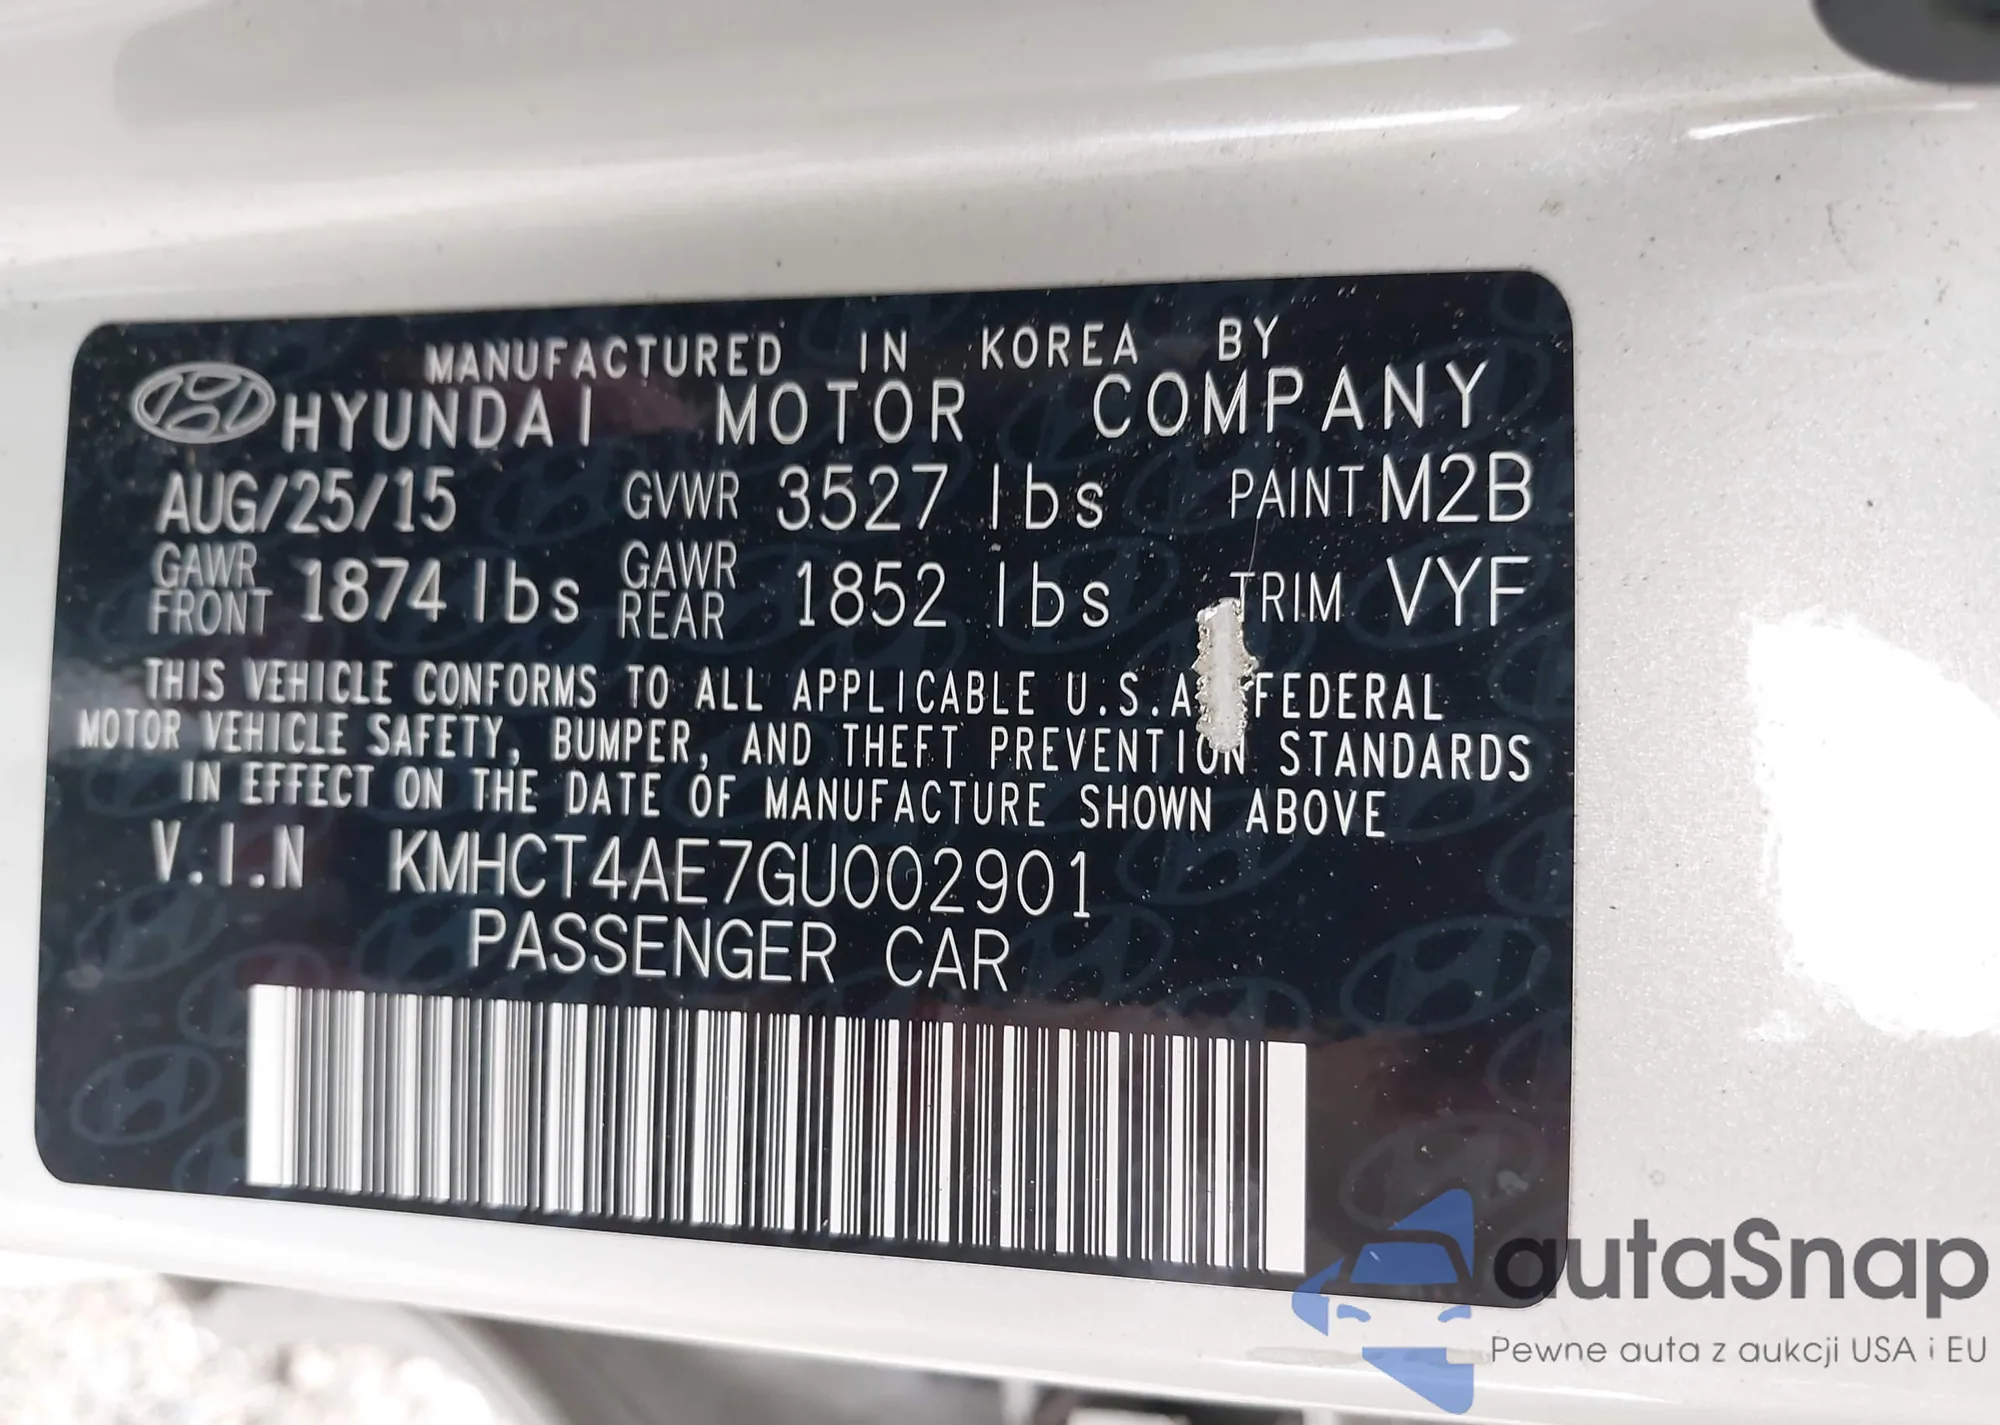 MANUFACTURED IN KOREA BY
HYUNDAI MOTOR COMPANY
AUG/25/15 GVWR 3527 lbs PAINT M2B
GAWR FRONT 1874 lbs GAWR REAR 1852 lbs TRIM VYF
THIS VEHICLE CONFORMS TO ALL APPLICABLE U.S.A FEDERAL
MOTOR VEHICLE SAFETY, BUMPER, AND THEFT PREVENTION STANDARDS
IN EFFECT ON THE DATE OF MANUFACTURE SHOWN ABOVE
V.I.N KMHCT4AE7GU002901
PASSENGER CAR
autaSnap
Pewne auta z aukcji USA i EU